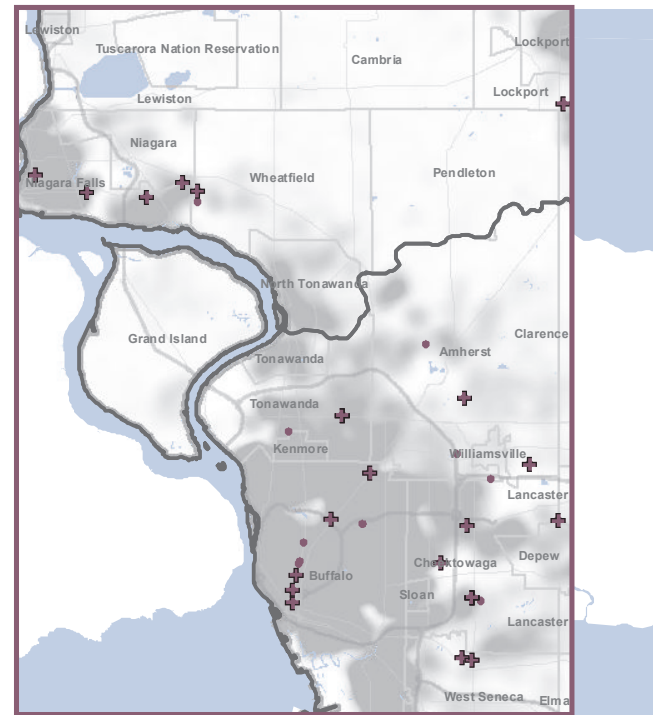 Lewiston
Tuscarora Nation Reservation
Lockport
Cambria
Lockport
Lewiston
Niagara
Niagara Falls
Wheatfield
Pendleton
North Tonawanda
Grand Island
Clarence
Amherst
Tonawanda
Tonawanda
Kenmore
Williamsville
Lancaster
Depew
Cheektowaga
Buffalo
Sloan
Lancaster
West Seneca
Elma